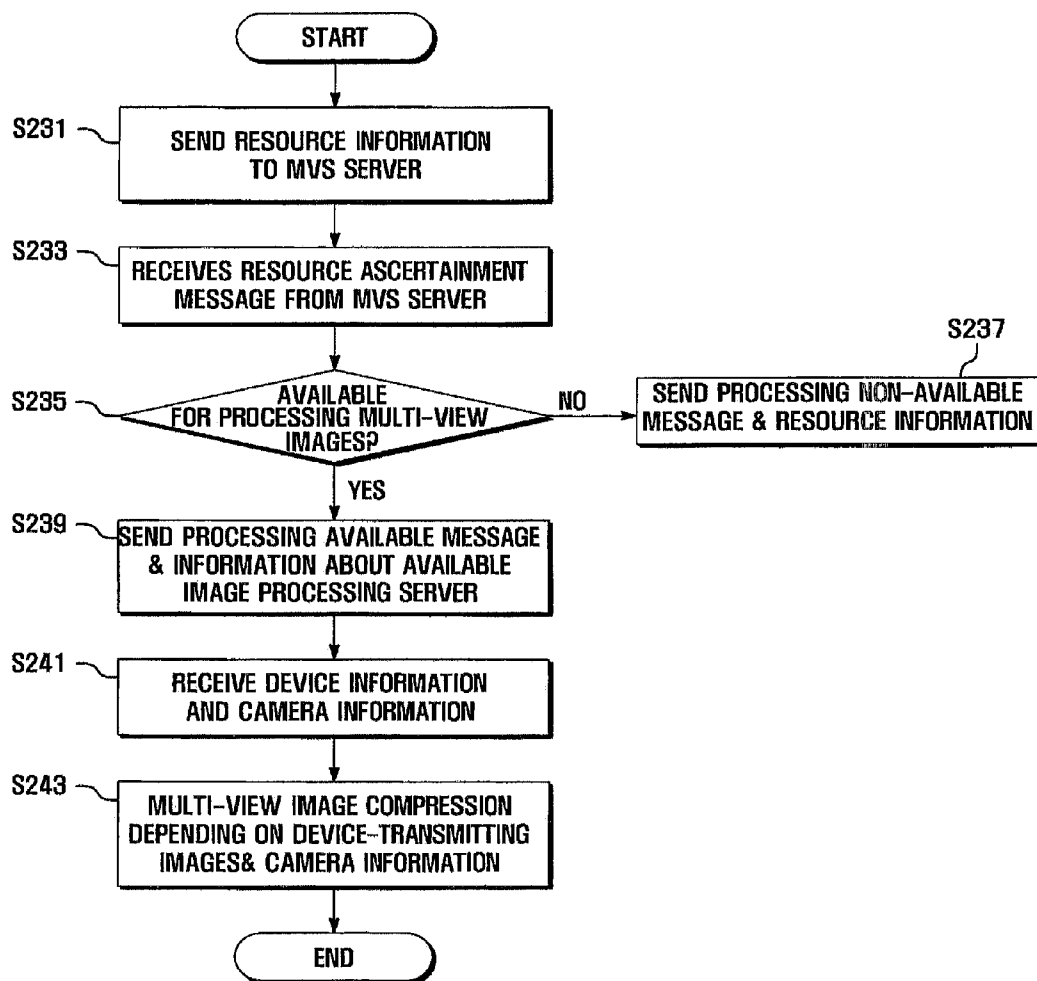 START
S231
SEND RESOURCE INFORMATION
TO MVS SERVER
S233
RECEIVES RESOURCE ASCERTAINMENT
MESSAGE FROM MVS SERVER
S235
AVAILABLE
FOR PROCESSING MULTI-VIEW
IMAGES?
NO
S237
SEND PROCESSING NON-AVAILABLE
MESSAGE & RESOURCE INFORMATION
YES
S239
SEND PROCESSING AVAILABLE MESSAGE
& INFORMATION ABOUT AVAILABLE
IMAGE PROCESSING SERVER
S241
RECEIVE DEVICE INFORMATION
AND CAMERA INFORMATION
S243
MULTI-VIEW IMAGE COMPRESSION
DEPENDING ON DEVICE-TRANSMITTING
IMAGES& CAMERA INFORMATION
END